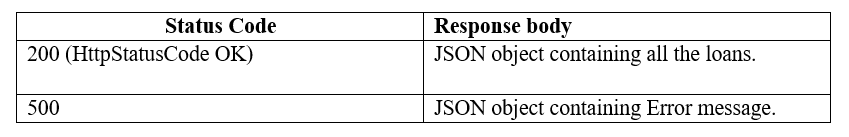 Status Code Response body
200 (HttpStatusCode OK) JSON object containing all the loans.
500 JSON object containing Error message.